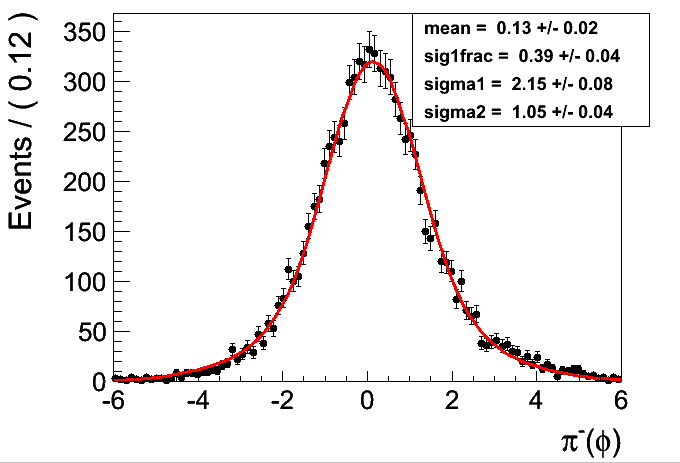 mean = 0.13 +/- 0.02
sig1frac = 0.39 +/- 0.04
sigma1 = 2.15 +/- 0.08
sigma2 = 1.05 +/- 0.04
Events / ( 0.12 )
350
300
250
200
150
100
50
0
-6 -4 -2 0 2 4 6
π⁻(ϕ)